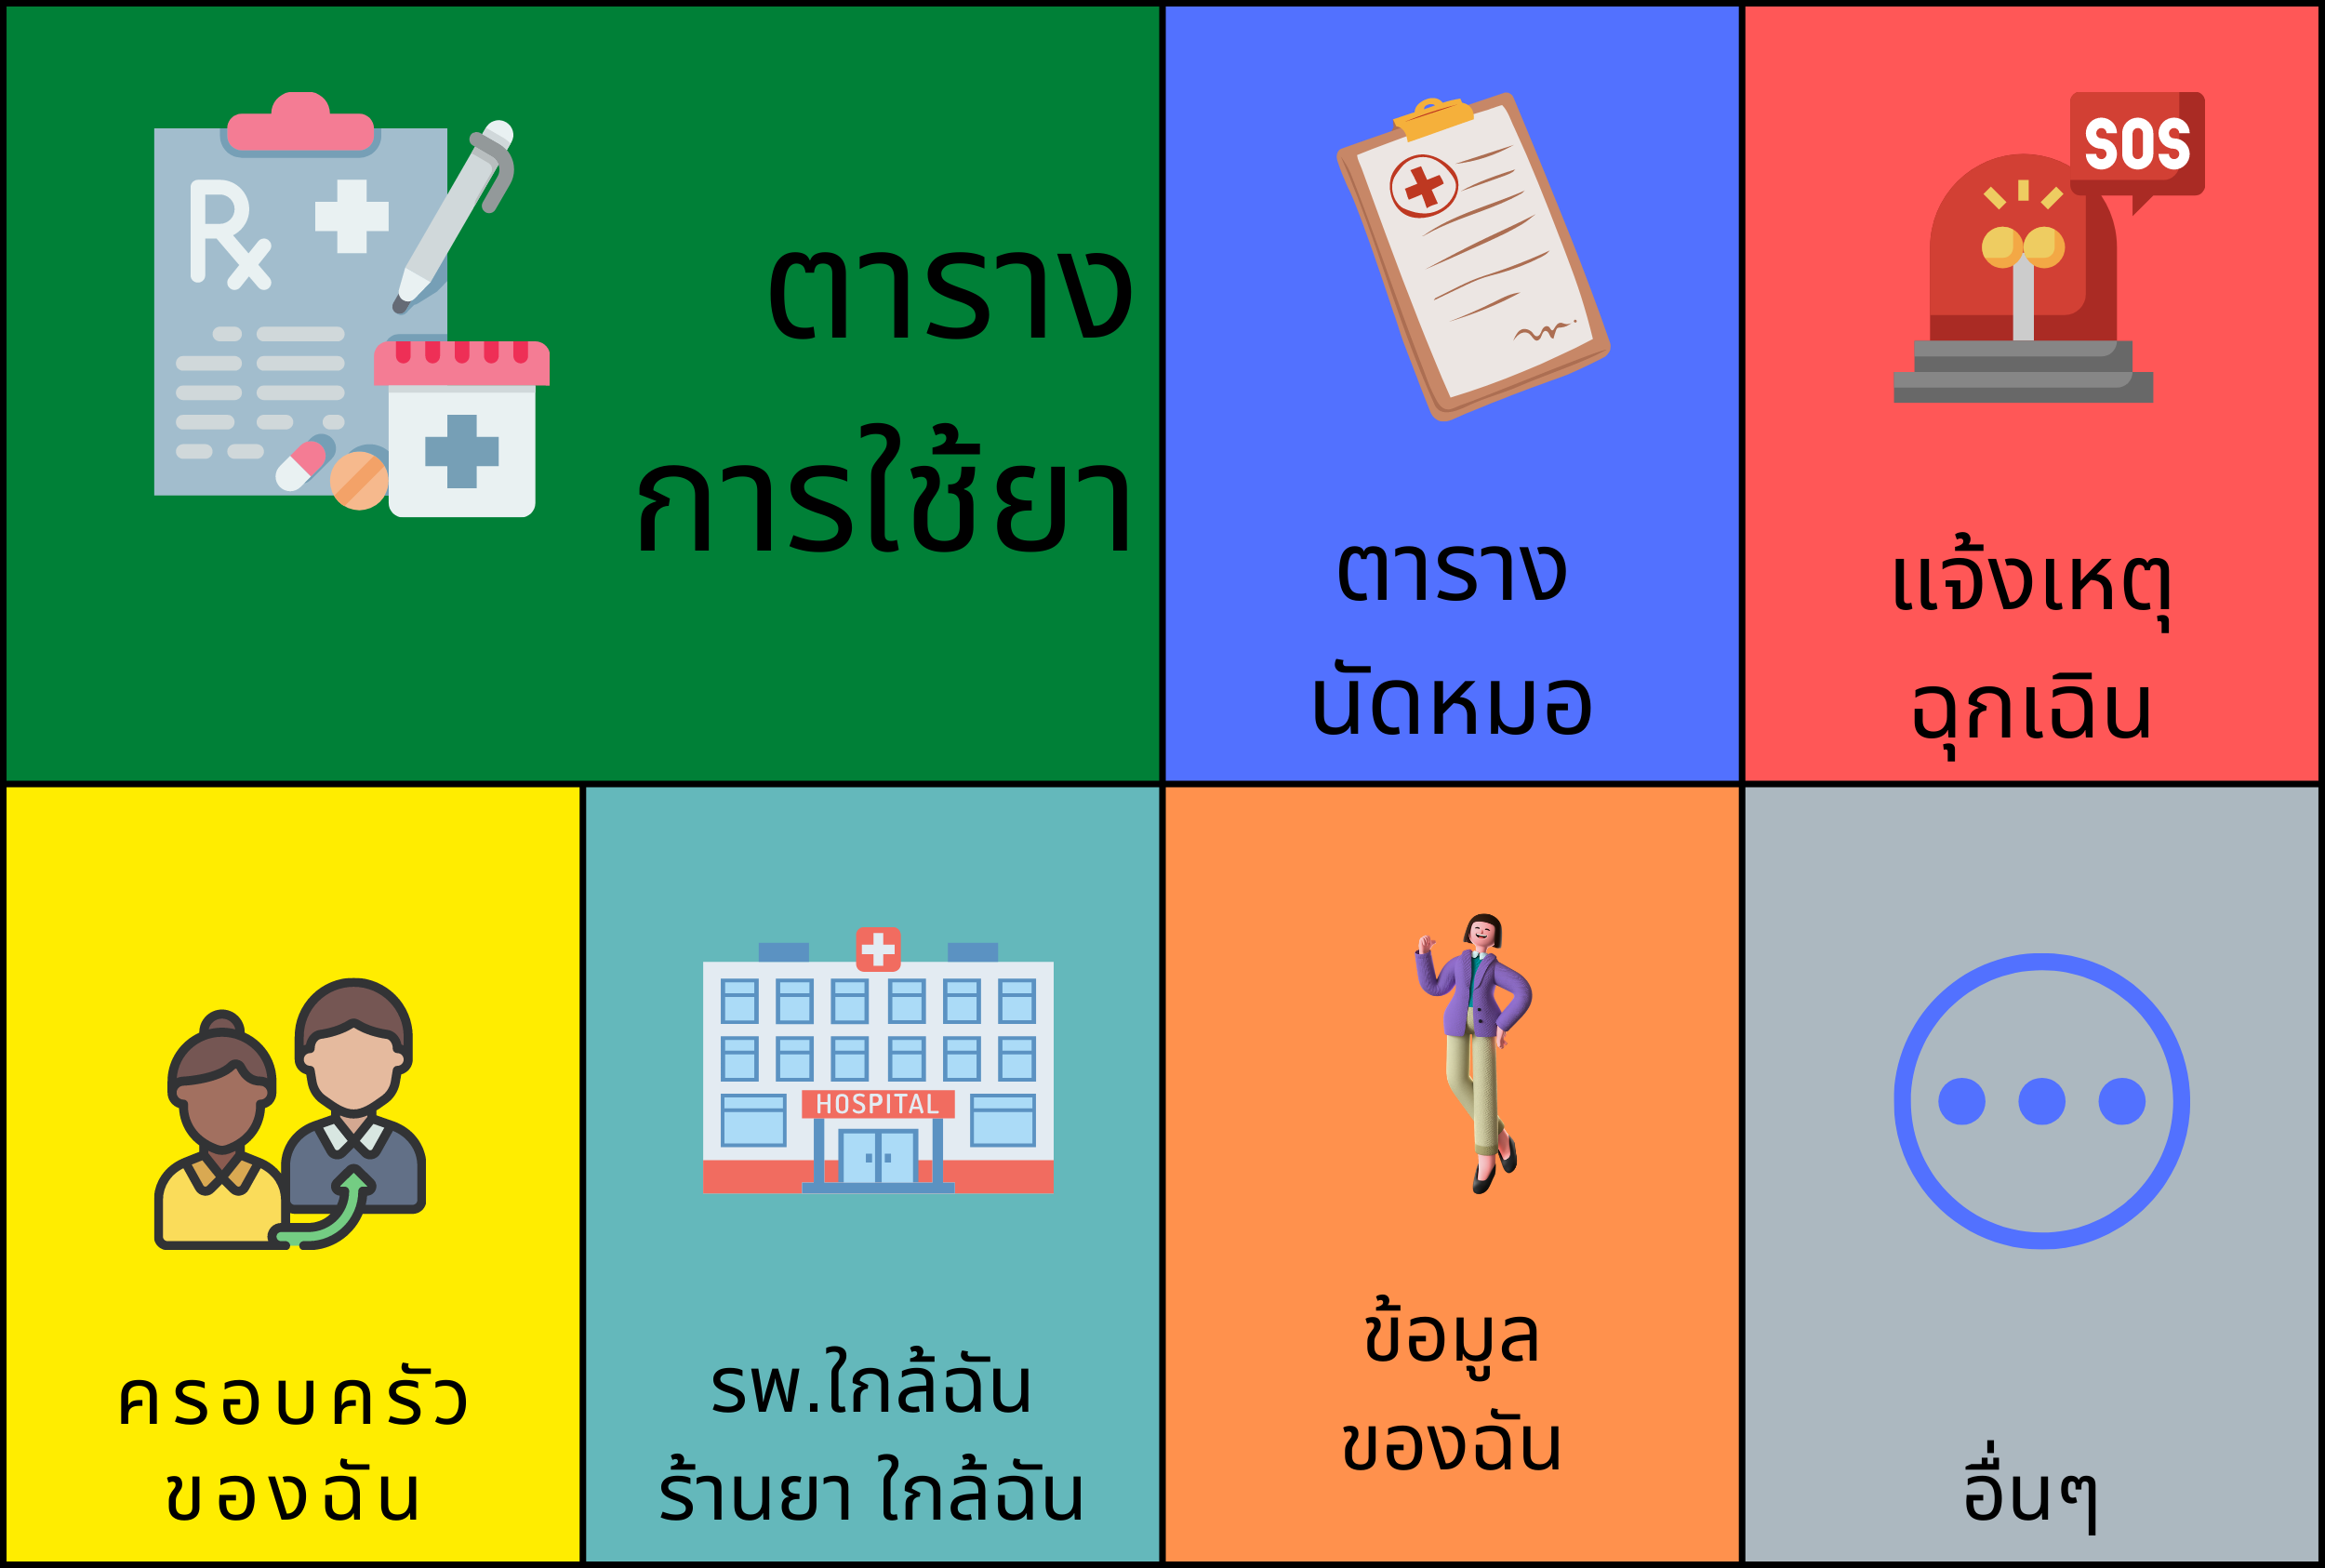 Rx
ตาราง
การใช้ยา
ตาราง
นัดหมอ
SOS
แจ้งเหตุ
ฉุกเฉิน
ครอบครัว
ของฉัน
HOSPITAL
รพ.ใกล้ฉัน
ร้านยา ใกล้ฉัน
ข้อมูล
ของฉัน
อื่นๆ